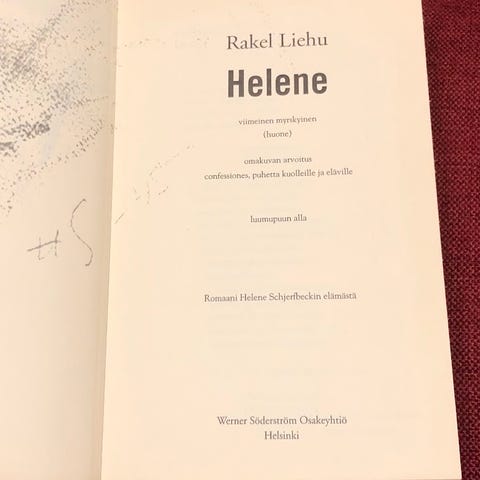 HS
Rakel Liehu
Helene
viimeinen myrskyinen
(huone)
omakuvan arvoitus
confessiones, puhetta kuolleille ja eläville
luumupuun alla
Romaani Helene Schjerfbeckin elämästä
Werner Söderström Osakeyhtiö
Helsinki